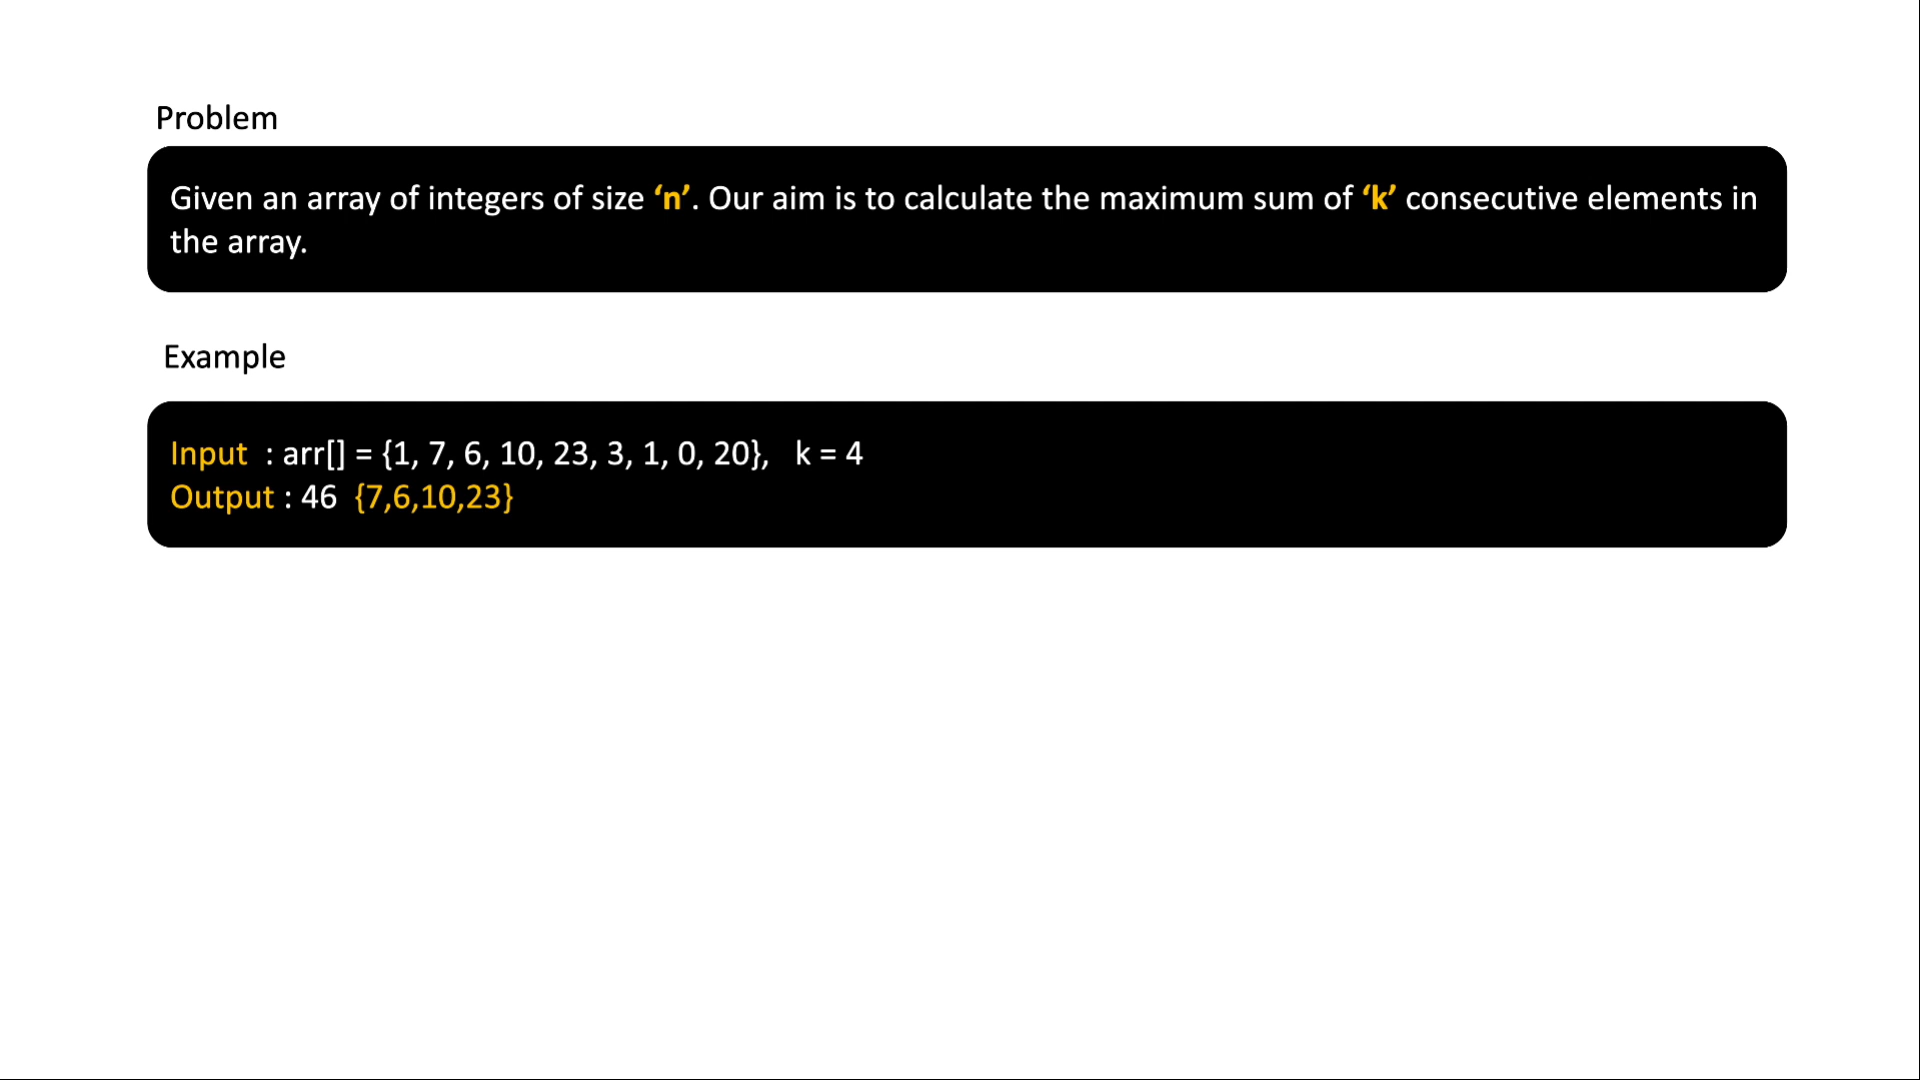 Problem
Given an array of integers of size ‘n’. Our aim is to calculate the maximum sum of ‘k’ consecutive elements in
the array.
Example
Input : arr[] = {1, 7, 6, 10, 23, 3, 1, 0, 20}, k = 4
Output : 46 {7,6,10,23}